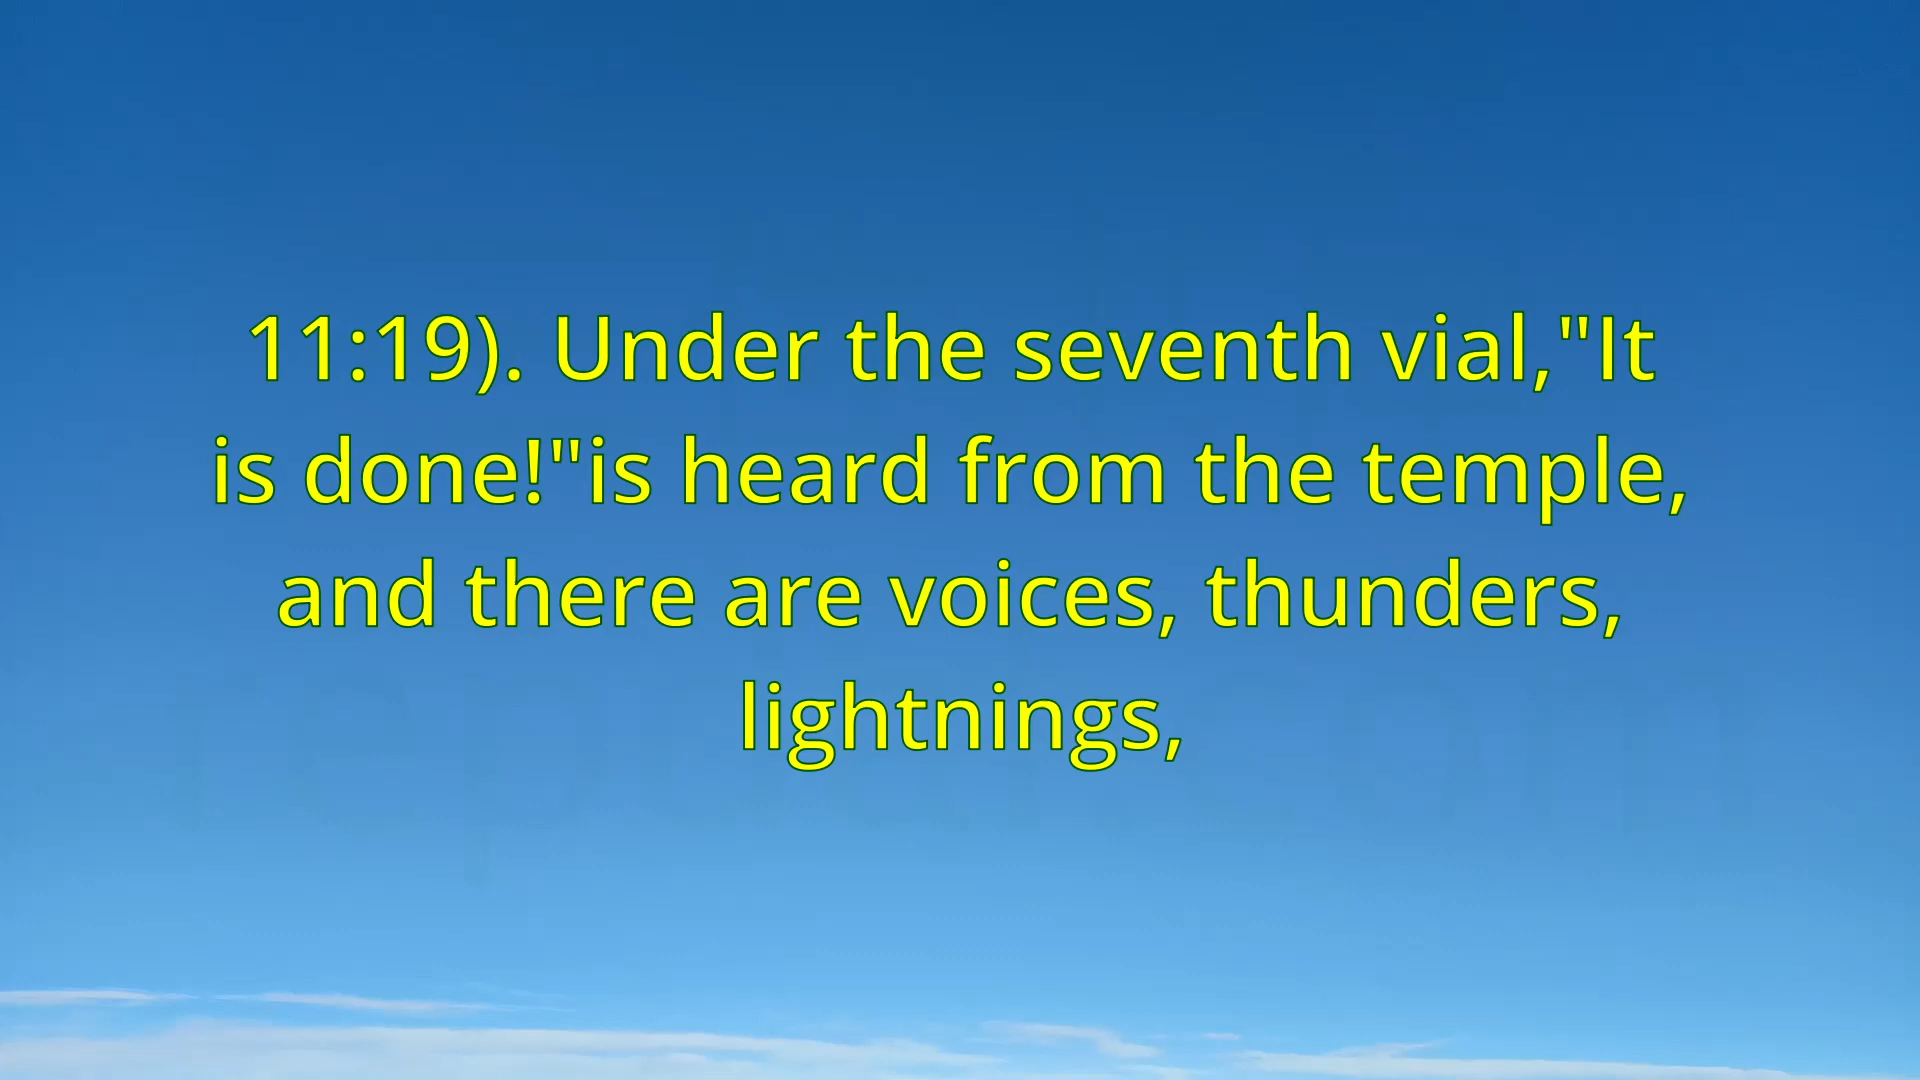 11:19). Under the seventh vial,"It
is done!"is heard from the temple,
and there are voices, thunders,
lightnings,